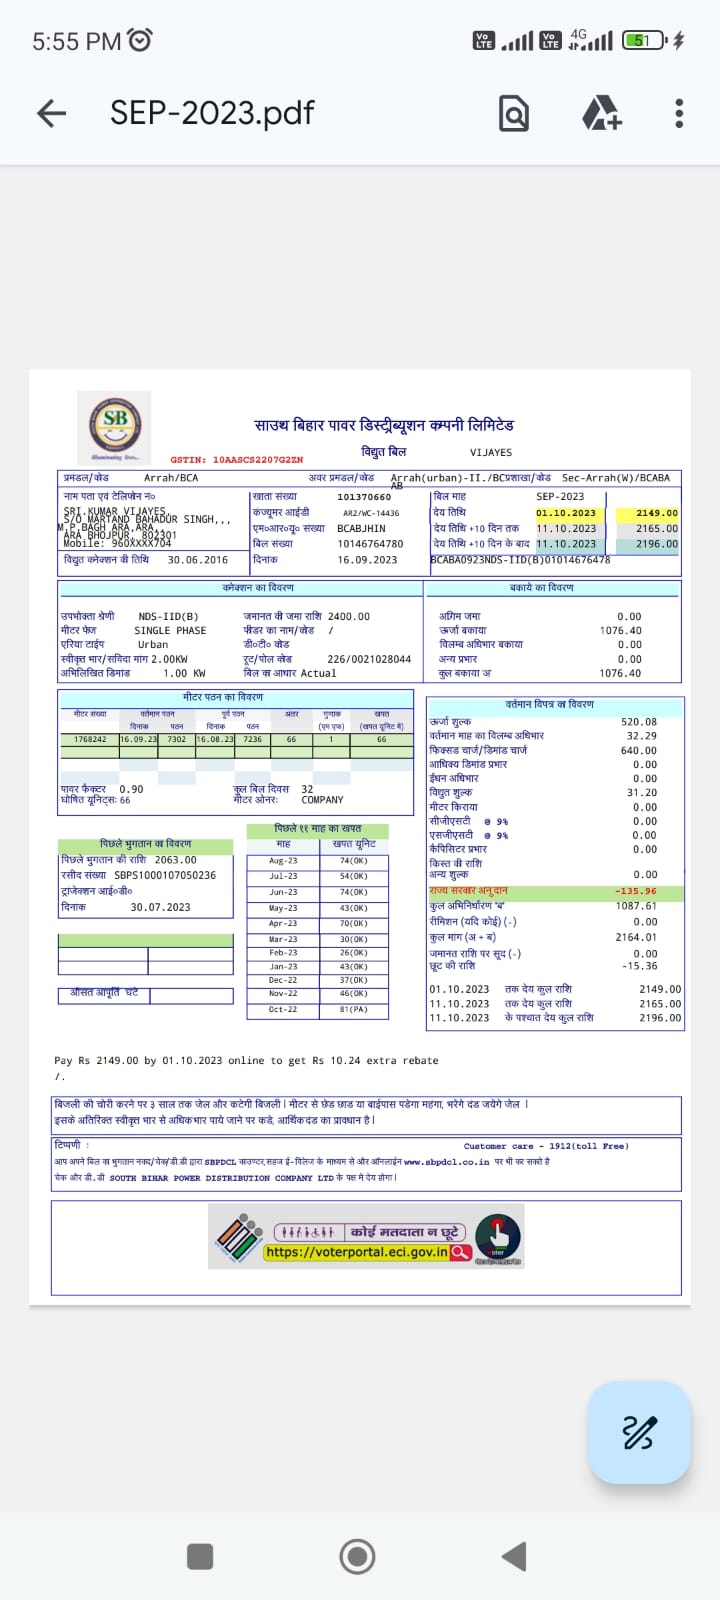 5:55 PM
Vo LTE Vo LTE 4G 51
SEP-2023.pdf
SB
साउथ बिहार पावर डिस्ट्रीब्यूशन कम्पनी लिमिटेड
विद्युत बिल VIJAYES
GSTIN: 10AASCS2207G2ZN
प्रमंडल/कोड Arrah/BCA अवर प्रमंडल/कोड Arrah(urban)-II./BCप्रशाखा/कोड Sec-Arrah(W)/BCABA
AB
नाम पता एवं टेलिफोन नं० खाता संख्या 101370660 बिल माह SEP-2023
SRI.KUMAR VIJAYES, कंज्यूमर आईडी AR2/WC-14436 देय तिथि 01.10.2023 2149.00
S/O MARTAND BAHADUR SINGH,,,
M.P.BAGH ARA,ARA,, एम०आर०यू० संख्या BCABJHIN देय तिथि +10 दिन तक 11.10.2023 2165.00
ARA BHOJPUR, 802301
Mobile: 960XXXX704 बिल संख्या 10146764780 देय तिथि +10 दिन के बाद 11.10.2023 2196.00
विद्युत कनेक्शन की तिथि 30.06.2016 दिनांक 16.09.2023 BCABA0923NDS-IID(B)01014676478
कनेक्शन का विवरण बकाये का विवरण
उपभोक्ता श्रेणी NDS-IID(B) जमानत की जमा राशि 2400.00 अग्रिम जमा 0.00
मीटर फेज SINGLE PHASE फीडर का नाम/कोड / ऊर्जा बकाया 1076.40
एरिया टाईप Urban डी०टी० कोड विलम्ब अधिभार बकाया 0.00
स्वीकृत भार/संविदा मांग 2.00KW रूट/पोल कोड 226/0021028044 अन्य प्रभार 0.00
अभिलिखित डिमांड 1.00 KW बिल का आधार Actual कुल बकाया अ 1076.40
मीटर पठन का विवरण
मीटर संख्या वर्तमान पठन पूर्व पठन अंतर गुणांक खपत
दिनांक पठन दिनांक पठन (एम एफ) (खपत यूनिट में)
1768242 16.09.23 7302 16.08.23 7236 66 1 66
पावर फैक्टर 0.90 कुल बिल दिवस 32
घोषित यूनिट्स: 66 मीटर ओनर: COMPANY
वर्तमान विपत्र का विवरण
ऊर्जा शुल्क 520.08
वर्तमान माह का विलम्ब अधिभार 32.29
फिक्सड चार्ज/डिमांड चार्ज 640.00
आधिक्य डिमांड प्रभार 0.00
ईंधन अधिभार 0.00
विद्युत शुल्क 31.20
मीटर किराया 0.00
सीजीएसटी @ 9% 0.00
एसजीएसटी @ 9% 0.00
कैपिसिटर प्रभार 0.00
किस्त की राशि
अन्य शुल्क 0.00
राज्य सरकार अनुदान -135.96
कुल अभिनिर्धारण 'ब' 1087.61
रीमिशन (यदि कोई) (-) 0.00
कुल मांग (अ + ब) 2164.01
जमानत राशि पर सूद (-) 0.00
छूट की राशि -15.36
01.10.2023 तक देय कुल राशि 2149.00
11.10.2023 तक देय कुल राशि 2165.00
11.10.2023 के पश्चात देय कुल राशि 2196.00
पिछले भुगतान का विवरण
पिछले भुगतान की राशि 2063.00
रसीद संख्या SBPS1000107050236
ट्रांजेक्शन आई०डी०
दिनांक 30.07.2023
औसत आपूर्ति घंटे
पिछले ११ माह का खपत
माह खपत यूनिट
Aug-23 74(OK)
Jul-23 54(OK)
Jun-23 74(OK)
May-23 43(OK)
Apr-23 70(OK)
Mar-23 30(OK)
Feb-23 26(OK)
Jan-23 43(OK)
Dec-22 37(OK)
Nov-22 46(OK)
Oct-22 81(PA)
Pay Rs 2149.00 by 01.10.2023 online to get Rs 10.24 extra rebate
/.
बिजली की चोरी करने पर ३ साल तक जेल और कटेगी बिजली | मीटर से छेड छाड या बाईपास पडेगा महंगा, भरेंगे दंड जायेंगे जेल |
इसके अतिरिक्त स्वीकृत भार से अधिकभार पाये जाने पर कडे, आर्थिकदंड का प्रावधान है |
टिप्पणी : Customer care - 1912(toll Free)
आप अपने बिल का भुगतान नकद/चेक/डी.डी द्वारा SBPDCL काउण्टर,सहज ई-विलेज के माध्यम से और ऑनलाईन www.sbpdcl.co.in पर भी कर सकते है
चेक और डी.डी SOUTH BIHAR POWER DISTRIBUTION COMPANY LTD के पक्ष में देय होगा |
कोई मतदाता न छूटे
https://voterportal.eci.gov.in